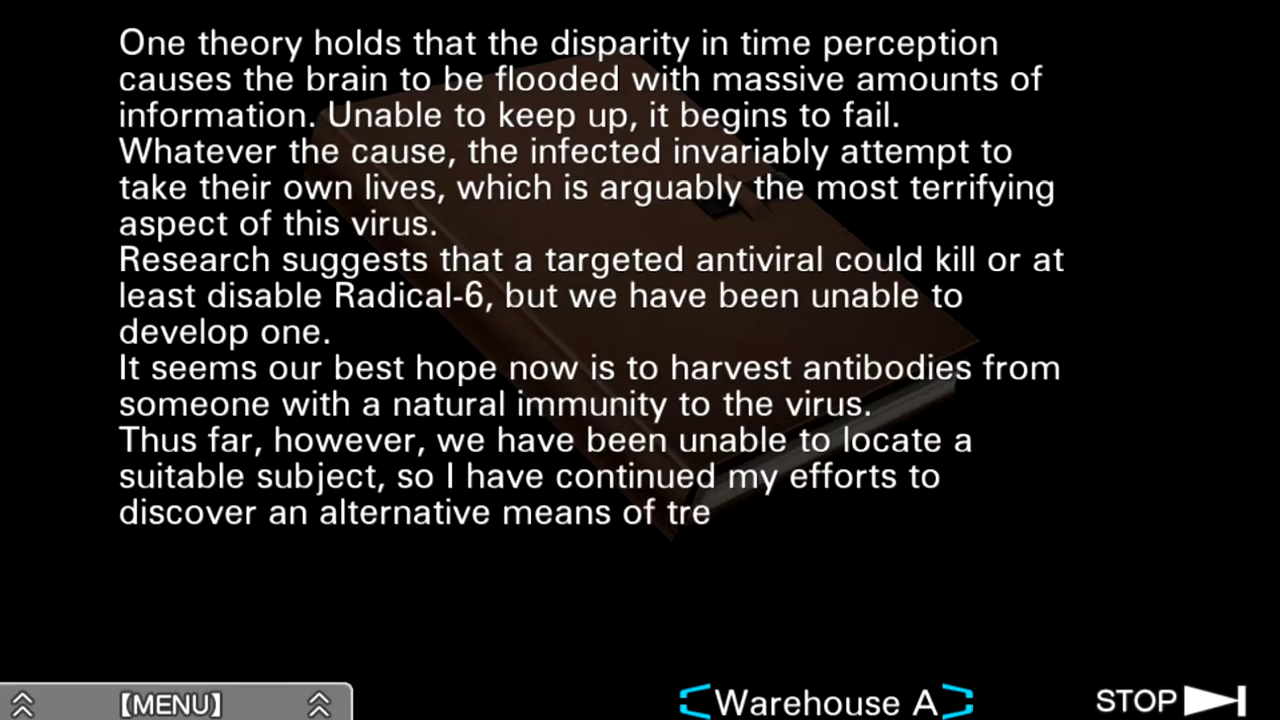 One theory holds that the disparity in time perception
causes the brain to be flooded with massive amounts of
information. Unable to keep up, it begins to fail.
Whatever the cause, the infected invariably attempt to
take their own lives, which is arguably the most terrifying
aspect of this virus.
Research suggests that a targeted antiviral could kill or at
least disable Radical-6, but we have been unable to
develop one.
It seems our best hope now is to harvest antibodies from
someone with a natural immunity to the virus.
Thus far, however, we have been unable to locate a
suitable subject, so I have continued my efforts to
discover an alternative means of tre
【MENU】 Warehouse A STOP